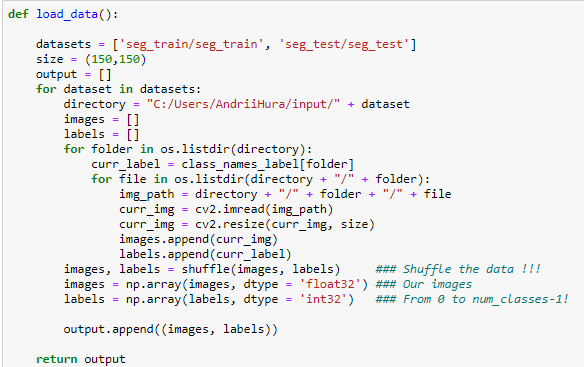 def load_data():
datasets = ['seg_train/seg_train', 'seg_test/seg_test']
size = (150,150)
output = []
for dataset in datasets:
directory = "C:/Users/AndriiHura/input/" + dataset
images = []
labels = []
for folder in os.listdir(directory):
curr_label = class_names_label[folder]
for file in os.listdir(directory + "/" + folder):
img_path = directory + "/" + folder + "/" + file
curr_img = cv2.imread(img_path)
curr_img = cv2.resize(curr_img, size)
images.append(curr_img)
labels.append(curr_label)
images, labels = shuffle(images, labels)     ### Shuffle the data !!!
images = np.array(images, dtype = 'float32') ### Our images
labels = np.array(labels, dtype = 'int32')   ### From 0 to num_classes-1!
output.append((images, labels))
return output